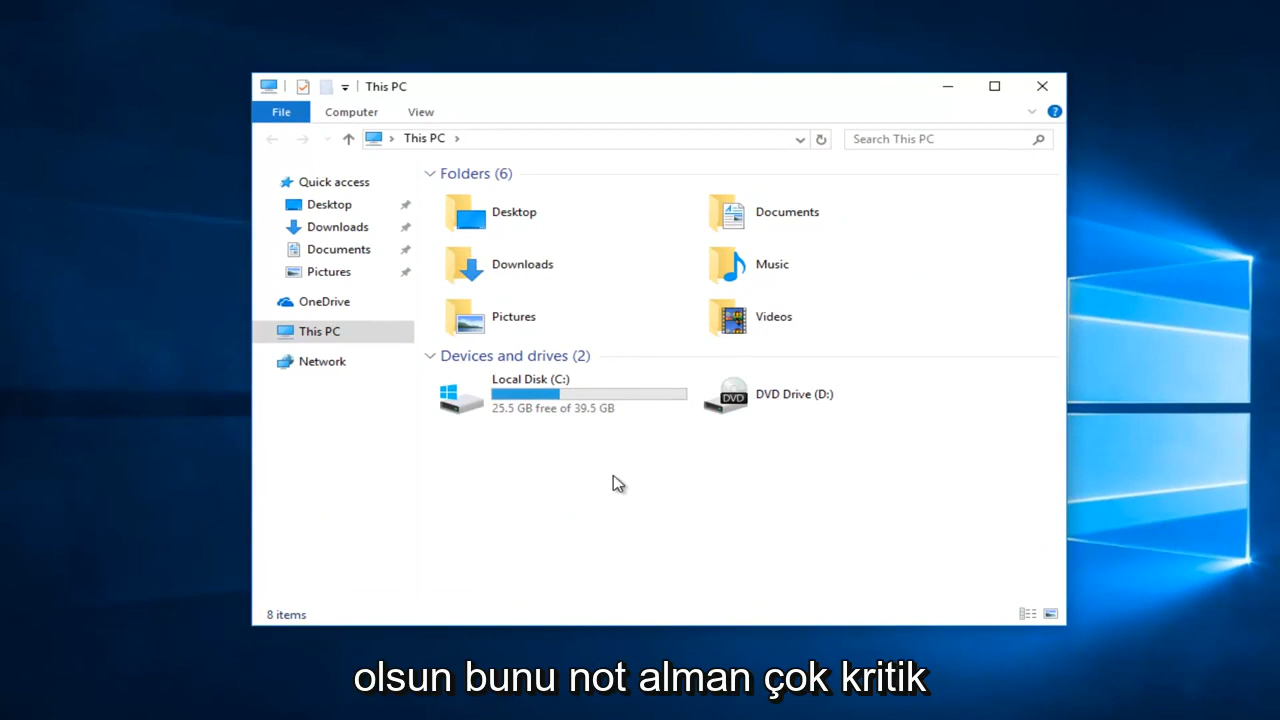 This PC
File
Computer
View
This PC
Search This PC
Quick access
Desktop
Downloads
Documents
Pictures
OneDrive
This PC
Network
Folders (6)
Desktop
Documents
Downloads
Music
Pictures
Videos
Devices and drives (2)
Local Disk (C:)
25.5 GB free of 39.5 GB
DVD
DVD Drive (D:)
8 items
olsun bunu not alman çok kritik